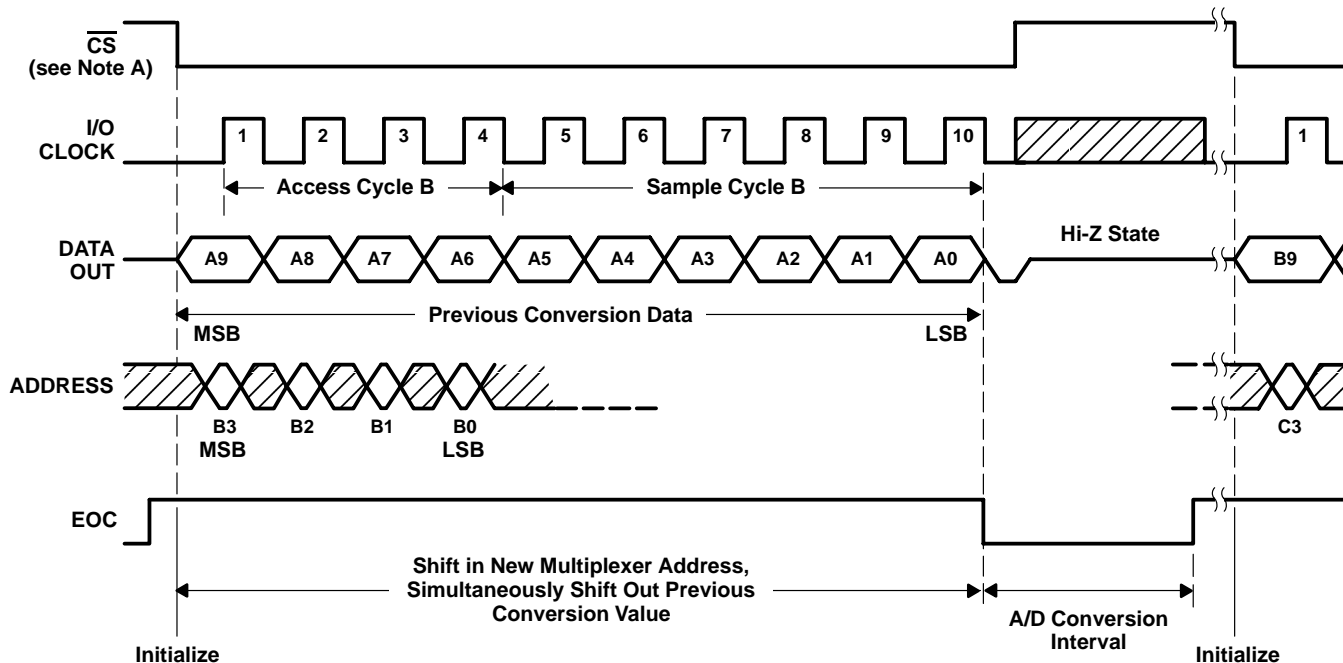 CS
(see Note A)
I/O
CLOCK
1 2 3 4 5 6 7 8 9 10 1
Access Cycle B Sample Cycle B
DATA
OUT
A9 A8 A7 A6 A5 A4 A3 A2 A1 A0 Hi-Z State B9
Previous Conversion Data
MSB LSB
ADDRESS
B3 B2 B1 B0 C3
MSB LSB
EOC
Shift in New Multiplexer Address,
Simultaneously Shift Out Previous
Conversion Value
A/D Conversion
Interval
Initialize Initialize